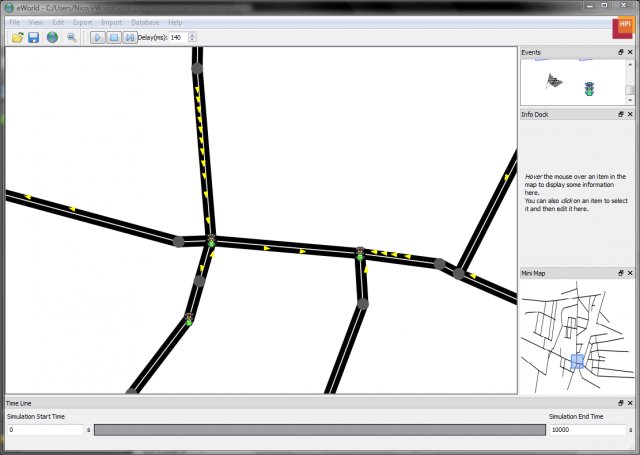 eWorld - C:/Users/Nico/eWorld/
File View Edit Export Import Database Help
HPI
Delay(ms): 140
Events
Info Dock
Hover the mouse over an item in the
map to display some information
here.
You can also click on an item to select
it and then edit it here.
Mini Map
Time Line
Simulation Start Time
Simulation End Time
0 s
10000 s